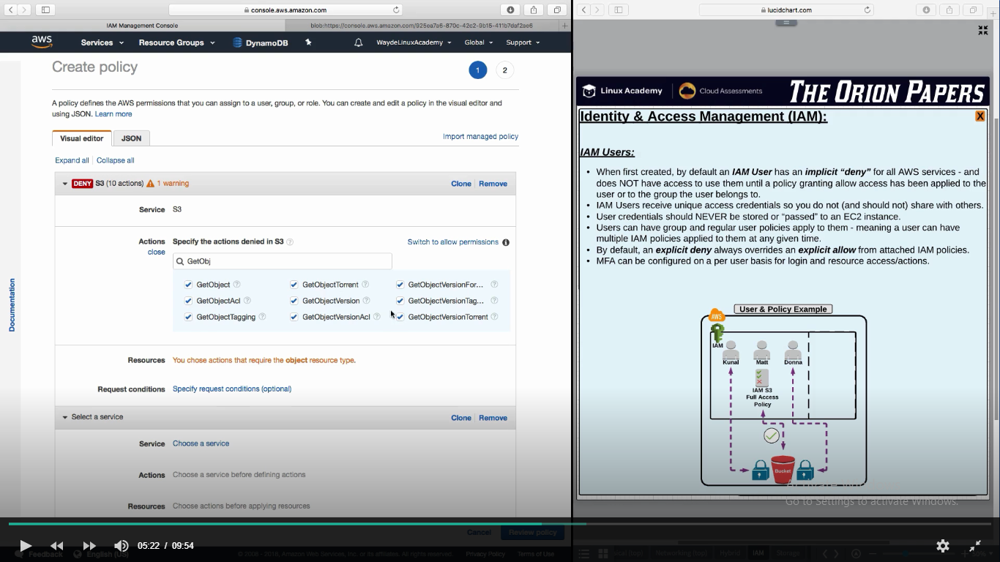 console.aws.amazon.com
IAM Management Console
blob:https://console.aws.amazon.com/925ea7a6-870c-42c2-9b15-411b7daf2ae6
aws Services Resource Groups DynamoDB WaydeLinuxAcademy Global Support
Create policy
1 2
A policy defines the AWS permissions that you can assign to a user, group, or role. You can create and edit a policy in the visual editor and
using JSON. Learn more
Visual editor JSON Import managed policy
Expand all Collapse all
DENY S3 (10 actions) 1 warning Clone Remove
Service S3
Actions Specify the actions denied in S3 Switch to allow permissions
close
GetObj
GetObject GetObjectTorrent GetObjectVersionFor...
GetObjectAcl GetObjectVersion GetObjectVersionTag...
GetObjectTagging GetObjectVersionAcl GetObjectVersionTorrent
Resources You chose actions that require the object resource type.
Request conditions Specify request conditions (optional)
Select a service Clone Remove
Service Choose a service
Actions Choose a service before defining actions
Resources Choose actions before applying resources
Cancel Review policy
Documentation
05:22 / 09:54
Feedback English (US)
Privacy Policy Terms of Use
lucidchart.com
Linux Academy Cloud Assessments THE ORION PAPERS
Identity & Access Management (IAM): X
IAM Users:
• When first created, by default an IAM User has an implicit “deny” for all AWS services - and
does NOT have access to use them until a policy granting allow access has been applied to the
user or to the group the user belongs to.
• IAM Users receive unique access credentials so you do not (and should not) share with others.
• User credentials should NEVER be stored or “passed” to an EC2 instance.
• Users can have group and regular user policies apply to them - meaning a user can have
multiple IAM policies applied to them at any given time.
• By default, an explicit deny always overrides an explicit allow from attached IAM policies.
• MFA can be configured on a per user basis for login and resource access/actions.
User & Policy Example
AWS
IAM
Kunal Matt Donna
IAM S3
Full Access
Policy
Bucket
Go to Settings to activate Windows.
Hybrid IAM Storage